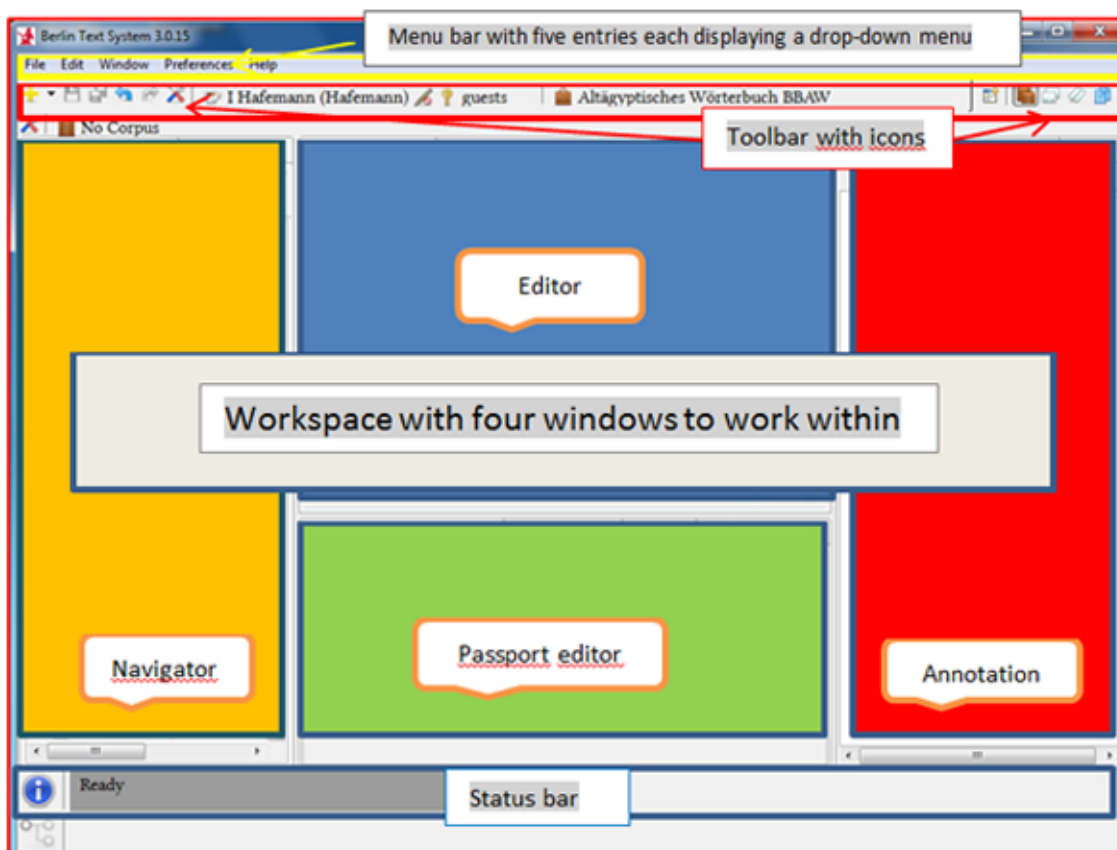 Berlin Text System 3.0.15
Menu bar with five entries each displaying a drop-down menu
File Edit Window Preferences Help
I Hafemann (Hafemann) guests Altägyptisches Wörterbuch BBAW
No Corpus
Toolbar with icons
Editor
Workspace with four windows to work within
Navigator
Passport editor
Annotation
Ready
Status bar